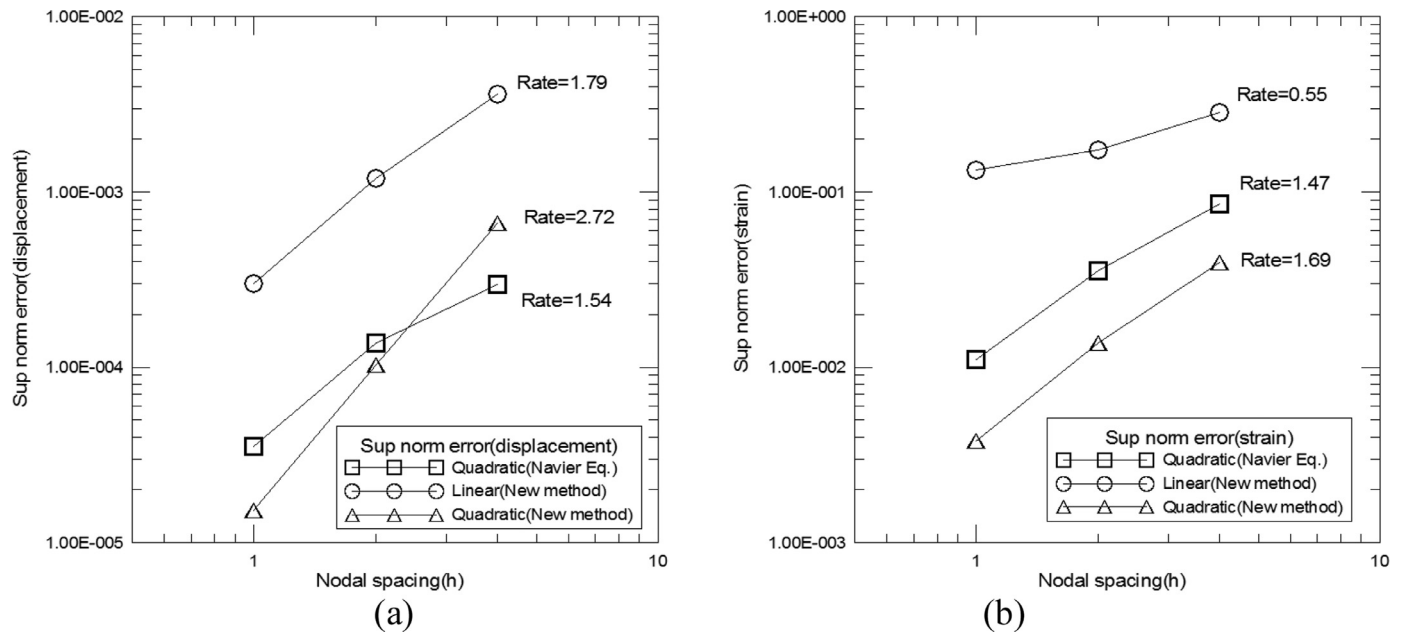 1.00E-002
1.00E-003
1.00E-004
1.00E-005
Sup norm error(displacement)
Rate=1.79
Rate=2.72
Rate=1.54
Sup norm error(displacement)
Quadratic(Navier Eq.)
Linear(New method)
Quadratic(New method)
1
10
Nodal spacing(h)
(a)
1.00E+000
1.00E-001
1.00E-002
1.00E-003
Sup norm error(strain)
Rate=0.55
Rate=1.47
Rate=1.69
Sup norm error(strain)
Quadratic(Navier Eq.)
Linear(New method)
Quadratic(New method)
1
10
Nodal spacing(h)
(b)